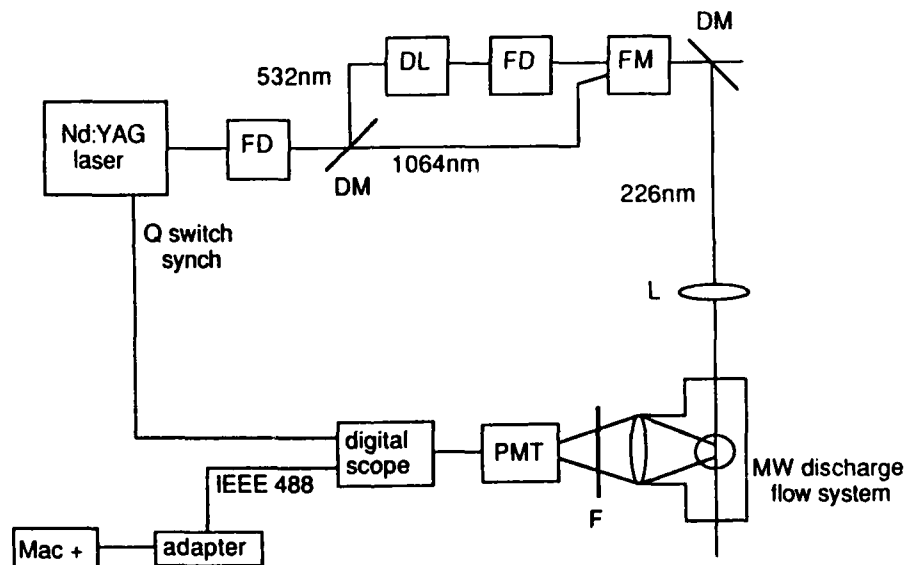 DM
532nm
DL
FD
FM
Nd:YAG
laser
FD
DM
1064nm
226nm
Q switch
synch
L
digital
scope
PMT
F
MW discharge
flow system
IEEE 488
Mac +
adapter